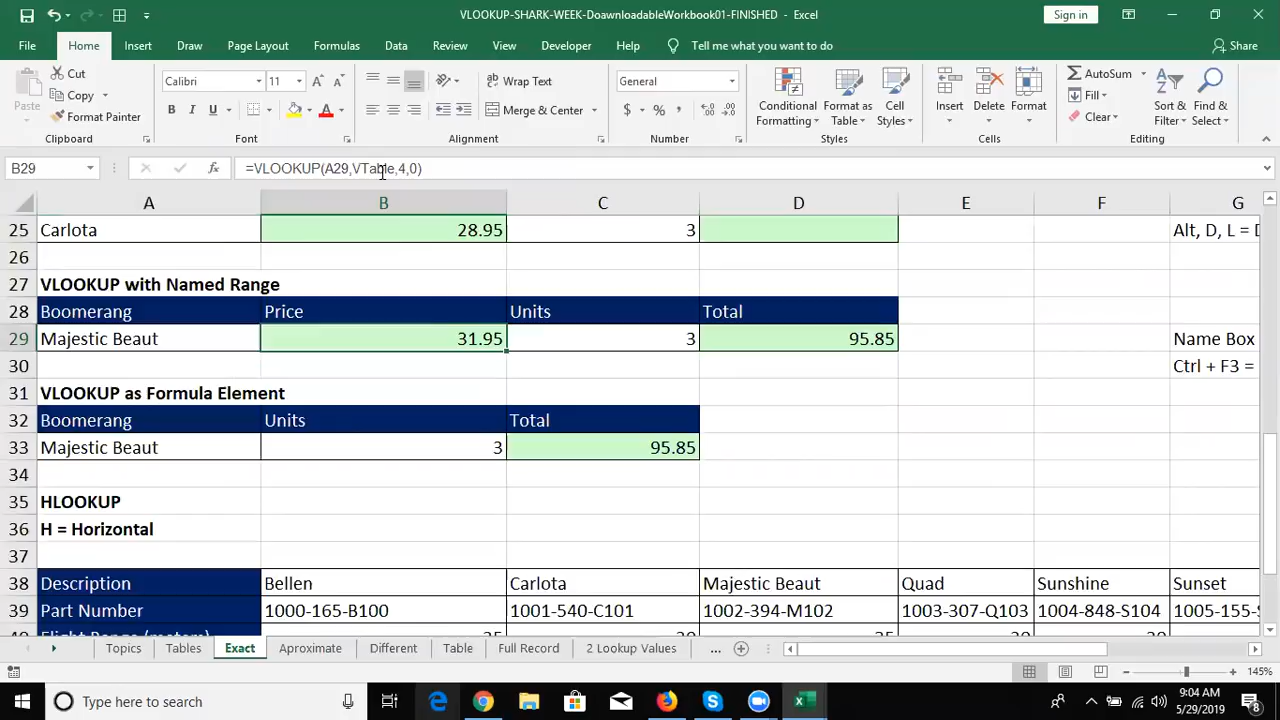 VLOOKUP-SHARK-WEEK-DoawnloadableWorkbook01-FINISHED - Excel
Sign in
File Home Insert Draw Page Layout Formulas Data Review View Developer Help Tell me what you want to do Share
Paste Cut Copy Format Painter Clipboard
Calibri 11 B I U A Font
Wrap Text Merge & Center Alignment
General $ % , Number
Conditional Formatting Format as Table Cell Styles Styles
Insert Delete Format Cells
AutoSum Fill Clear Sort & Filter Find & Select Editing
B29 fx =VLOOKUP(A29,VTable,4,0)
A B C D E F G
25 Carlota 28.95 3 Alt, D, L = D
26
27 VLOOKUP with Named Range
28 Boomerang Price Units Total
29 Majestic Beaut 31.95 3 95.85 Name Box
30 Ctrl + F3 =
31 VLOOKUP as Formula Element
32 Boomerang Units Total
33 Majestic Beaut 3 95.85
34
35 HLOOKUP
36 H = Horizontal
37
38 Description Bellen Carlota Majestic Beaut Quad Sunshine Sunset
39 Part Number 1000-165-B100 1001-540-C101 1002-394-M102 1003-307-Q103 1004-848-S104 1005-155-S
Topics Tables Exact Aproximate Different Table Full Record 2 Lookup Values ...
145%
Type here to search
9:04 AM
5/29/2019
8